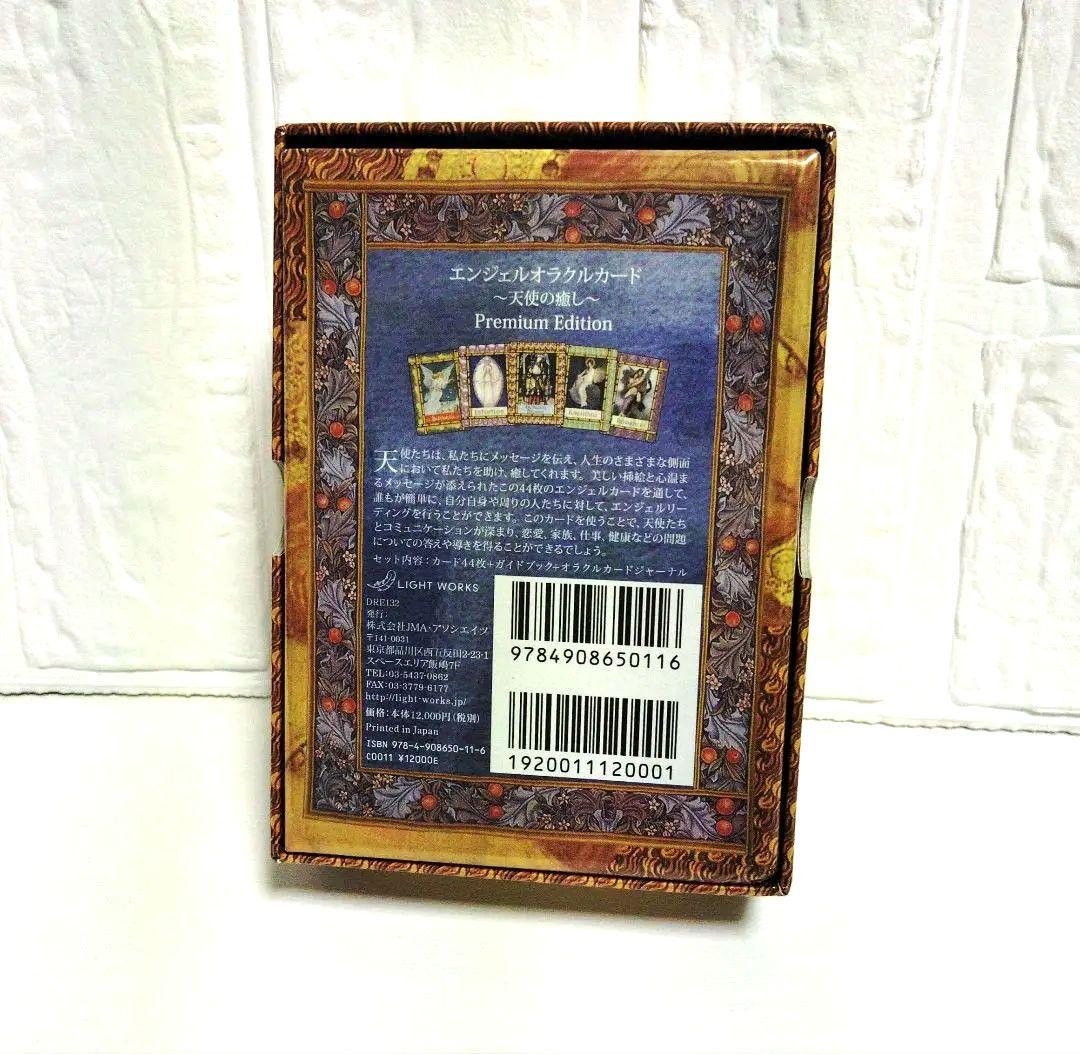 エンジェルオラクルカード
～天使の癒し～
Premium Edition
天使たちは、私たちにメッセージを伝え、人生のさまざまな側面
において私たちを助け、癒してくれます。美しい挿絵と心温ま
るメッセージが添えられたこの44枚のエンジェルカードを通して、
誰もが簡単に、自分自身や周りの人たちに対して、エンジェルリー
ディングを行うことができます。このカードを使うことで、天使たち
とコミュニケーションが深まり、恋愛、家族、仕事、健康などの問題
についての答えや導きを得ることができるでしょう。
セット内容：カード44枚+ガイドブック+オラクルカードジャーナル
LIGHT WORKS
DRE132
発行：
株式会社JMA・アソシエイツ
〒141-0031
東京都品川区西五反田2-23-1
スペースエリア飯嶋7F
TEL:03-5437-0862
FAX:03-3779-6177
http://light-works.jp/
価格：本体12,000円（税別）
Printed in Japan
ISBN 978-4-908650-11-6
C0011 ¥12000E
9784908650116
1920011120001